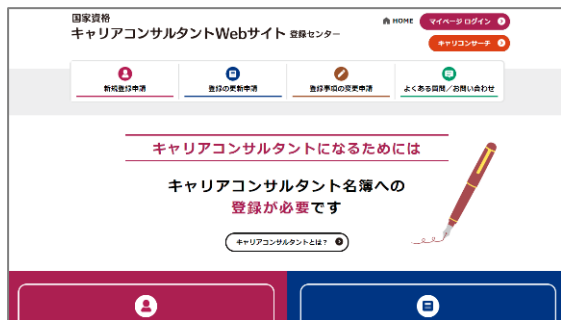 国家資格
キャリアコンサルタントWebサイト 登録センター
HOME
マイページ ログイン
キャリコンサーチ
新規登録申請
登録の更新申請
登録事項の変更申請
よくある質問/お問い合わせ
キャリアコンサルタントになるためには
キャリアコンサルタント名簿への
登録が必要です
キャリアコンサルタントとは?